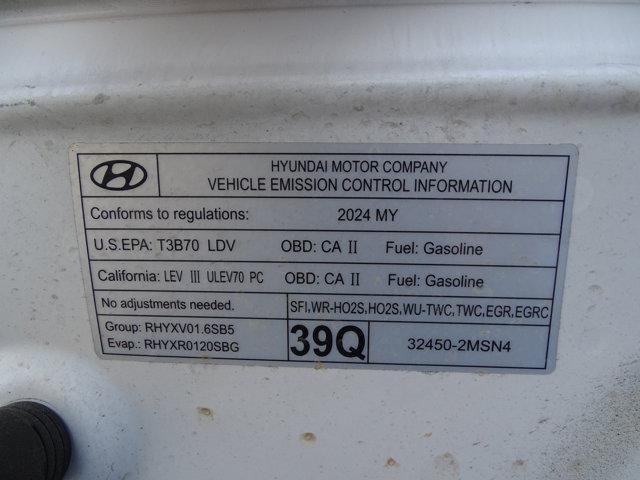 HYUNDAI MOTOR COMPANY
VEHICLE EMISSION CONTROL INFORMATION
Conforms to regulations: 2024 MY
U.S.EPA: T3B70 LDV OBD: CA II Fuel: Gasoline
California: LEV III ULEV70 PC OBD: CA II Fuel: Gasoline
No adjustments needed. SFI,WR-HO2S,HO2S,WU-TWC,TWC,EGR,EGRC
Group: RHYXV01.6SB5
Evap.: RHYXR0120SBG
39Q
32450-2MSN4